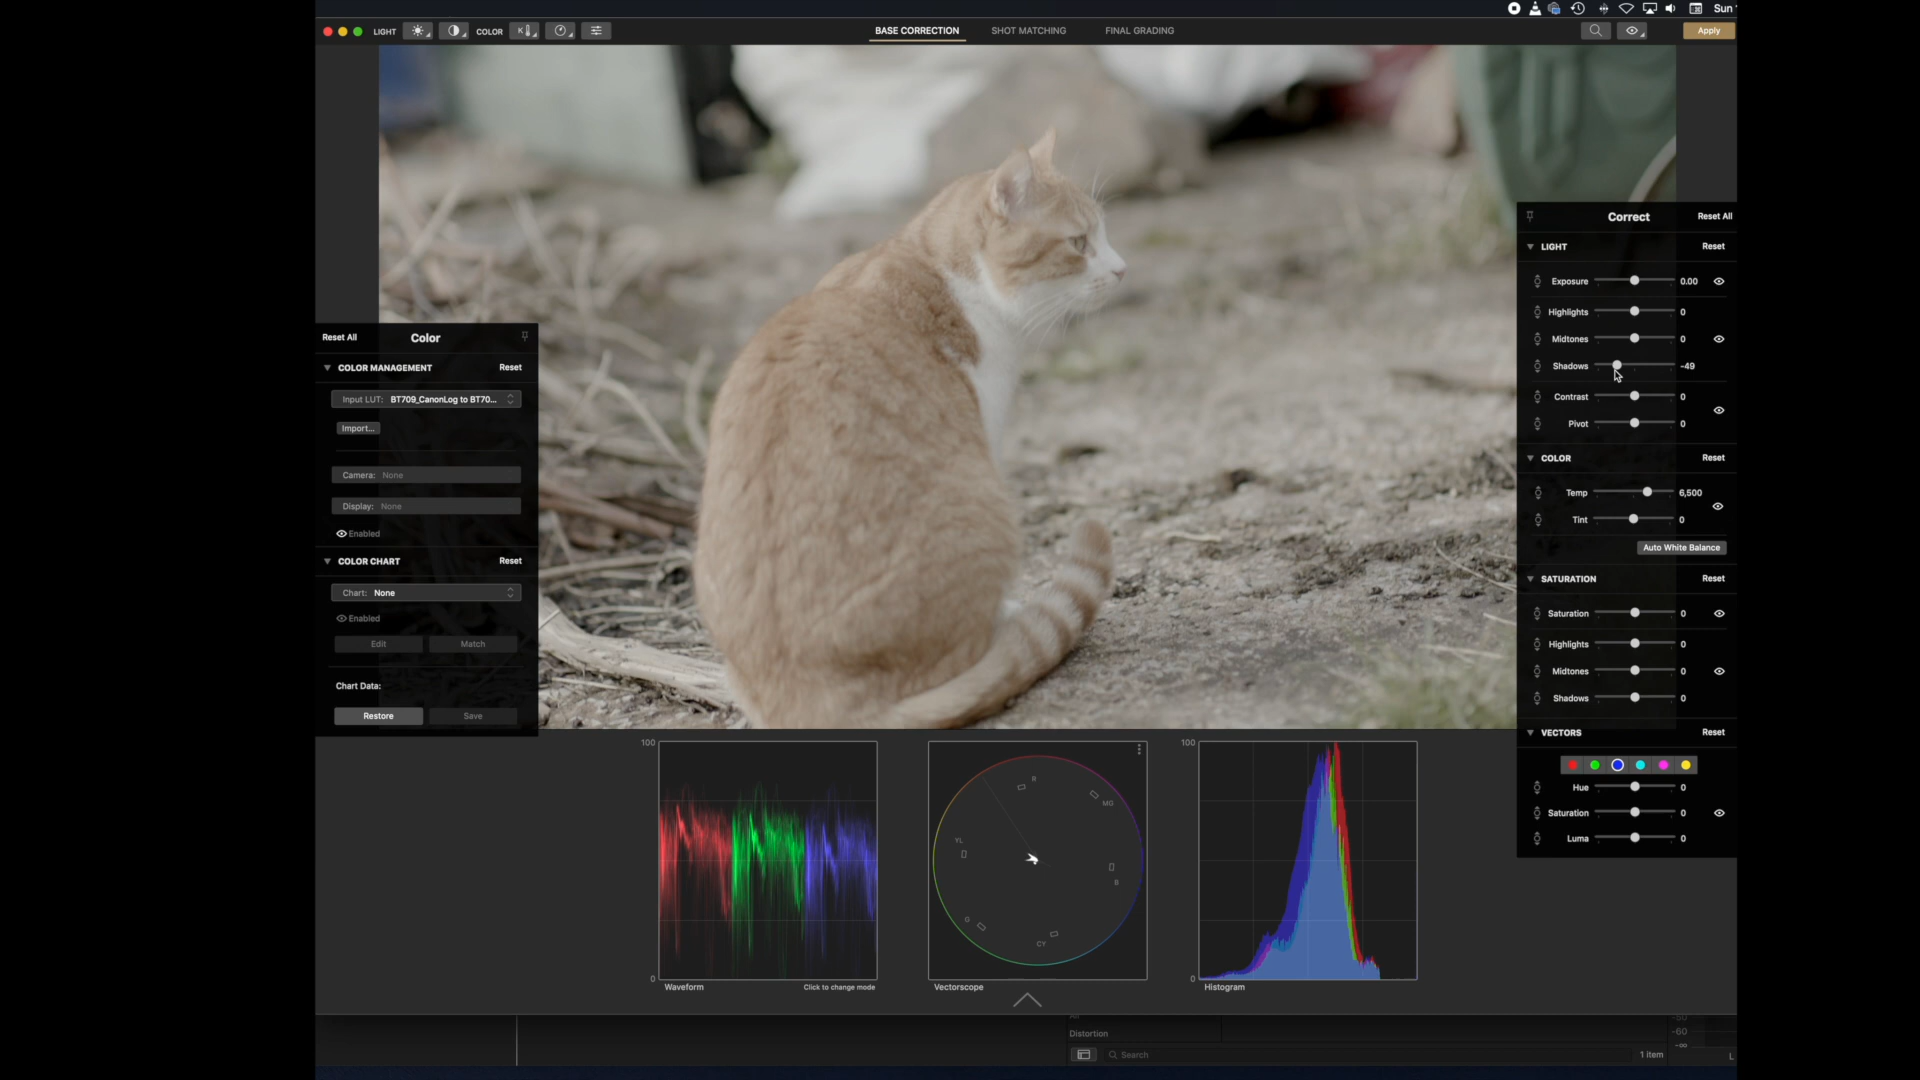 Sun
LIGHT
COLOR
K
BASE CORRECTION
SHOT MATCHING
FINAL GRADING
Apply
Correct
Reset All
LIGHT
Reset
Exposure 0.00
Highlights 0
Midtones 0
Shadows -49
Contrast 0
Pivot 0
COLOR
Reset
Temp 6,500
Tint 0
Auto White Balance
SATURATION
Reset
Saturation 0
Highlights 0
Midtones 0
Shadows 0
VECTORS
Reset
Hue 0
Saturation 0
Luma 0
Reset All
Color
COLOR MANAGEMENT
Reset
Input LUT: BT709_CanonLog to BT70...
Import...
Camera: None
Display: None
Enabled
COLOR CHART
Reset
Chart: None
Enabled
Edit
Match
Chart Data:
Restore
Save
100
0
Waveform
Click to change mode
R
MG
B
CY
G
YL
Vectorscope
100
0
Histogram
Distortion
Search
1 item
-60
-∞
L